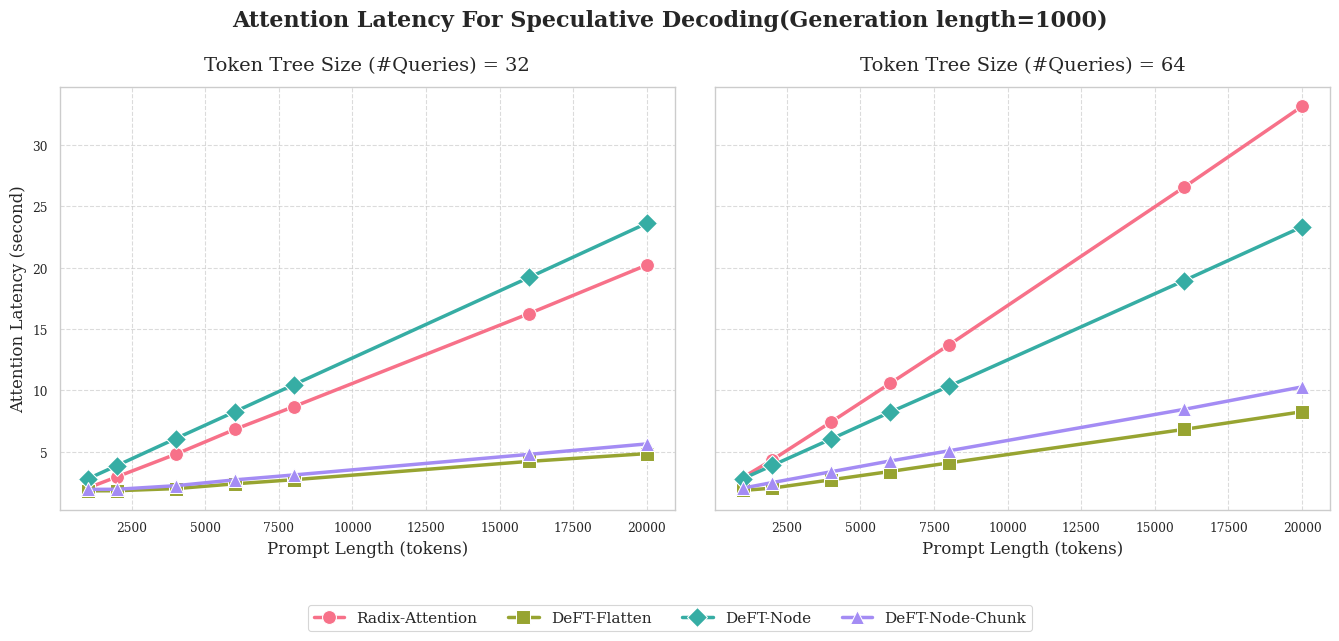 Attention Latency For Speculative Decoding(Generation length=1000)
Token Tree Size (#Queries) = 32
Token Tree Size (#Queries) = 64
Attention Latency (second)
30
25
20
15
10
5
2500 5000 7500 10000 12500 15000 17500 20000
2500 5000 7500 10000 12500 15000 17500 20000
Prompt Length (tokens)
Prompt Length (tokens)
Radix-Attention DeFT-Flatten DeFT-Node DeFT-Node-Chunk